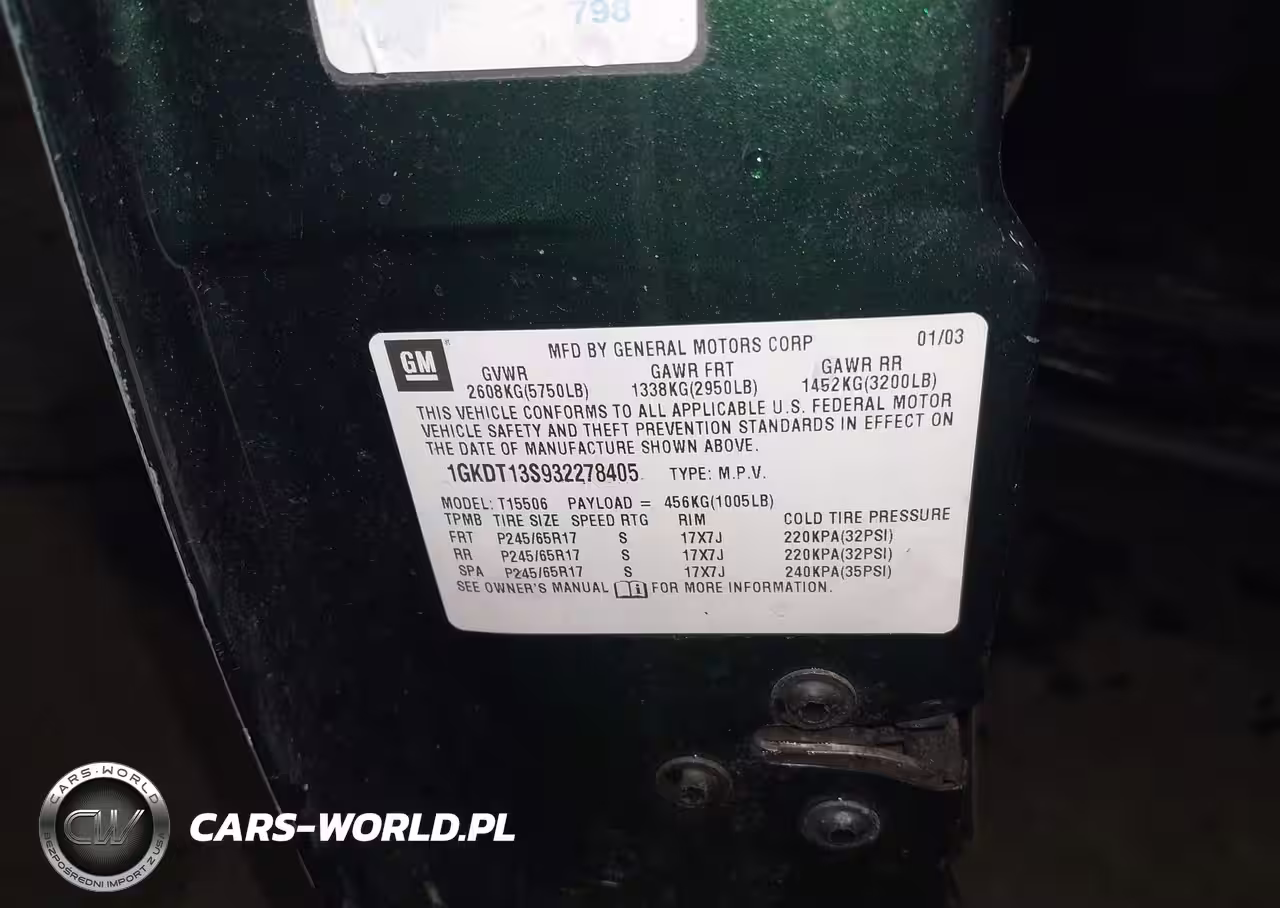 798
GM
MFD BY GENERAL MOTORS CORP 01/03
GVWR GAWR FRT GAWR RR
2608KG(5750LB) 1338KG(2950LB) 1452KG(3200LB)
THIS VEHICLE CONFORMS TO ALL APPLICABLE U.S. FEDERAL MOTOR
VEHICLE SAFETY AND THEFT PREVENTION STANDARDS IN EFFECT ON
THE DATE OF MANUFACTURE SHOWN ABOVE.
1GKDT13S932278405 TYPE: M.P.V.
MODEL: T15506 PAYLOAD = 456KG(1005LB)
TPMB TIRE SIZE SPEED RTG RIM COLD TIRE PRESSURE
FRT P245/65R17 S 17X7J 220KPA(32PSI)
RR P245/65R17 S 17X7J 220KPA(32PSI)
SPA P245/65R17 S 17X7J 240KPA(35PSI)
SEE OWNER'S MANUAL FOR MORE INFORMATION.
CARS-WORLD
CW
BEZPOŚREDNI IMPORT Z USA
CARS-WORLD.PL